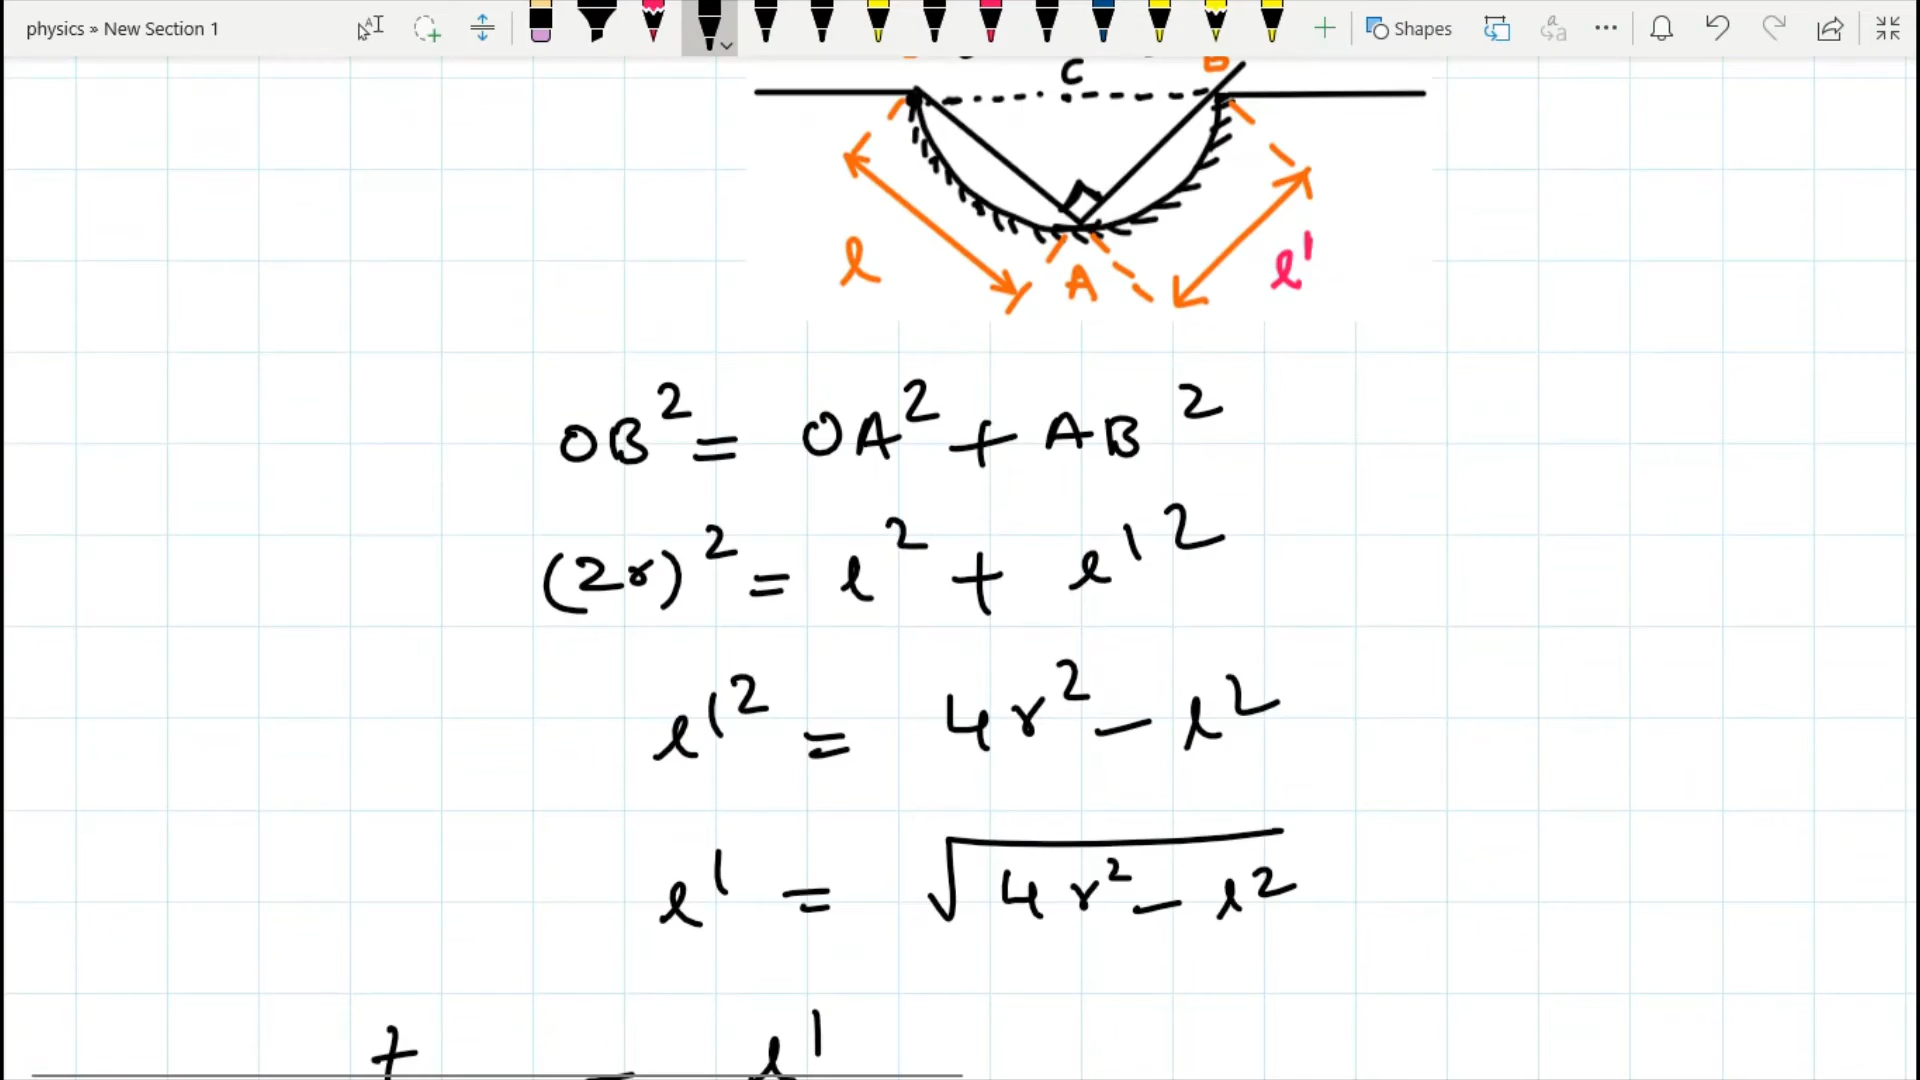 physics » New Section 1
Shapes
C
B
l
A
l'
OB² = OA² + AB²
(2r)² = l² + l'²
l'² = 4r² - l²
l' = √4r² - l²
t = l'